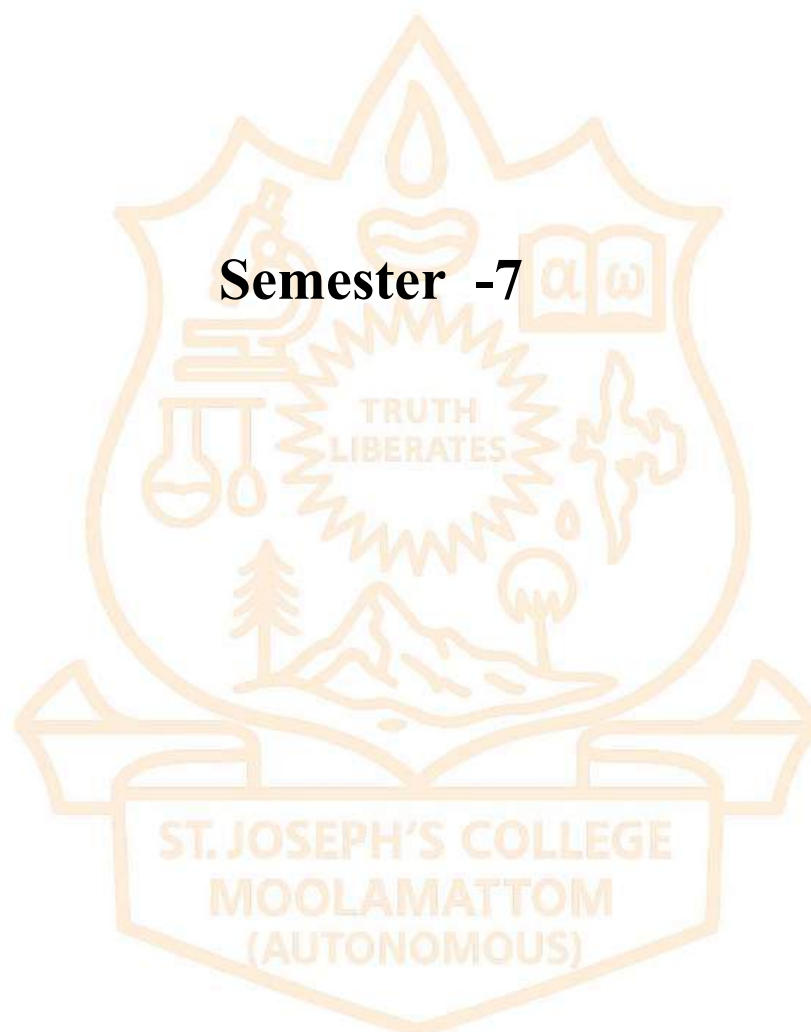 Semester -7
α ω
TRUTH
LIBERATES
ST. JOSEPH'S COLLEGE
MOOLAMATTOM
(AUTONOMOUS)